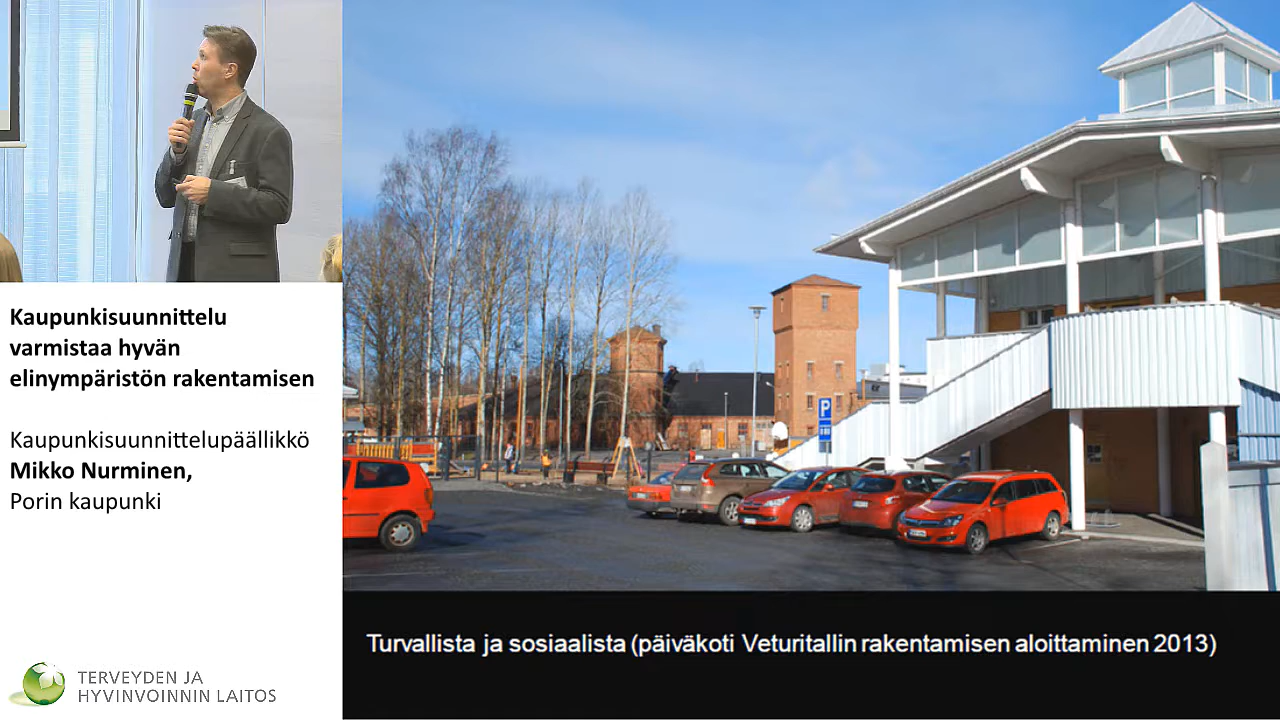 Kaupunkisuunnittelu
varmistaa hyvän
elinympäristön rakentamisen
Kaupunkisuunnittelupäällikkö
Mikko Nurminen,
Porin kaupunki
TERVEYDEN JA
HYVINVOINNIN LAITOS
P
Turvallista ja sosiaalista (päiväkoti Veturitallin rakentamisen aloittaminen 2013)